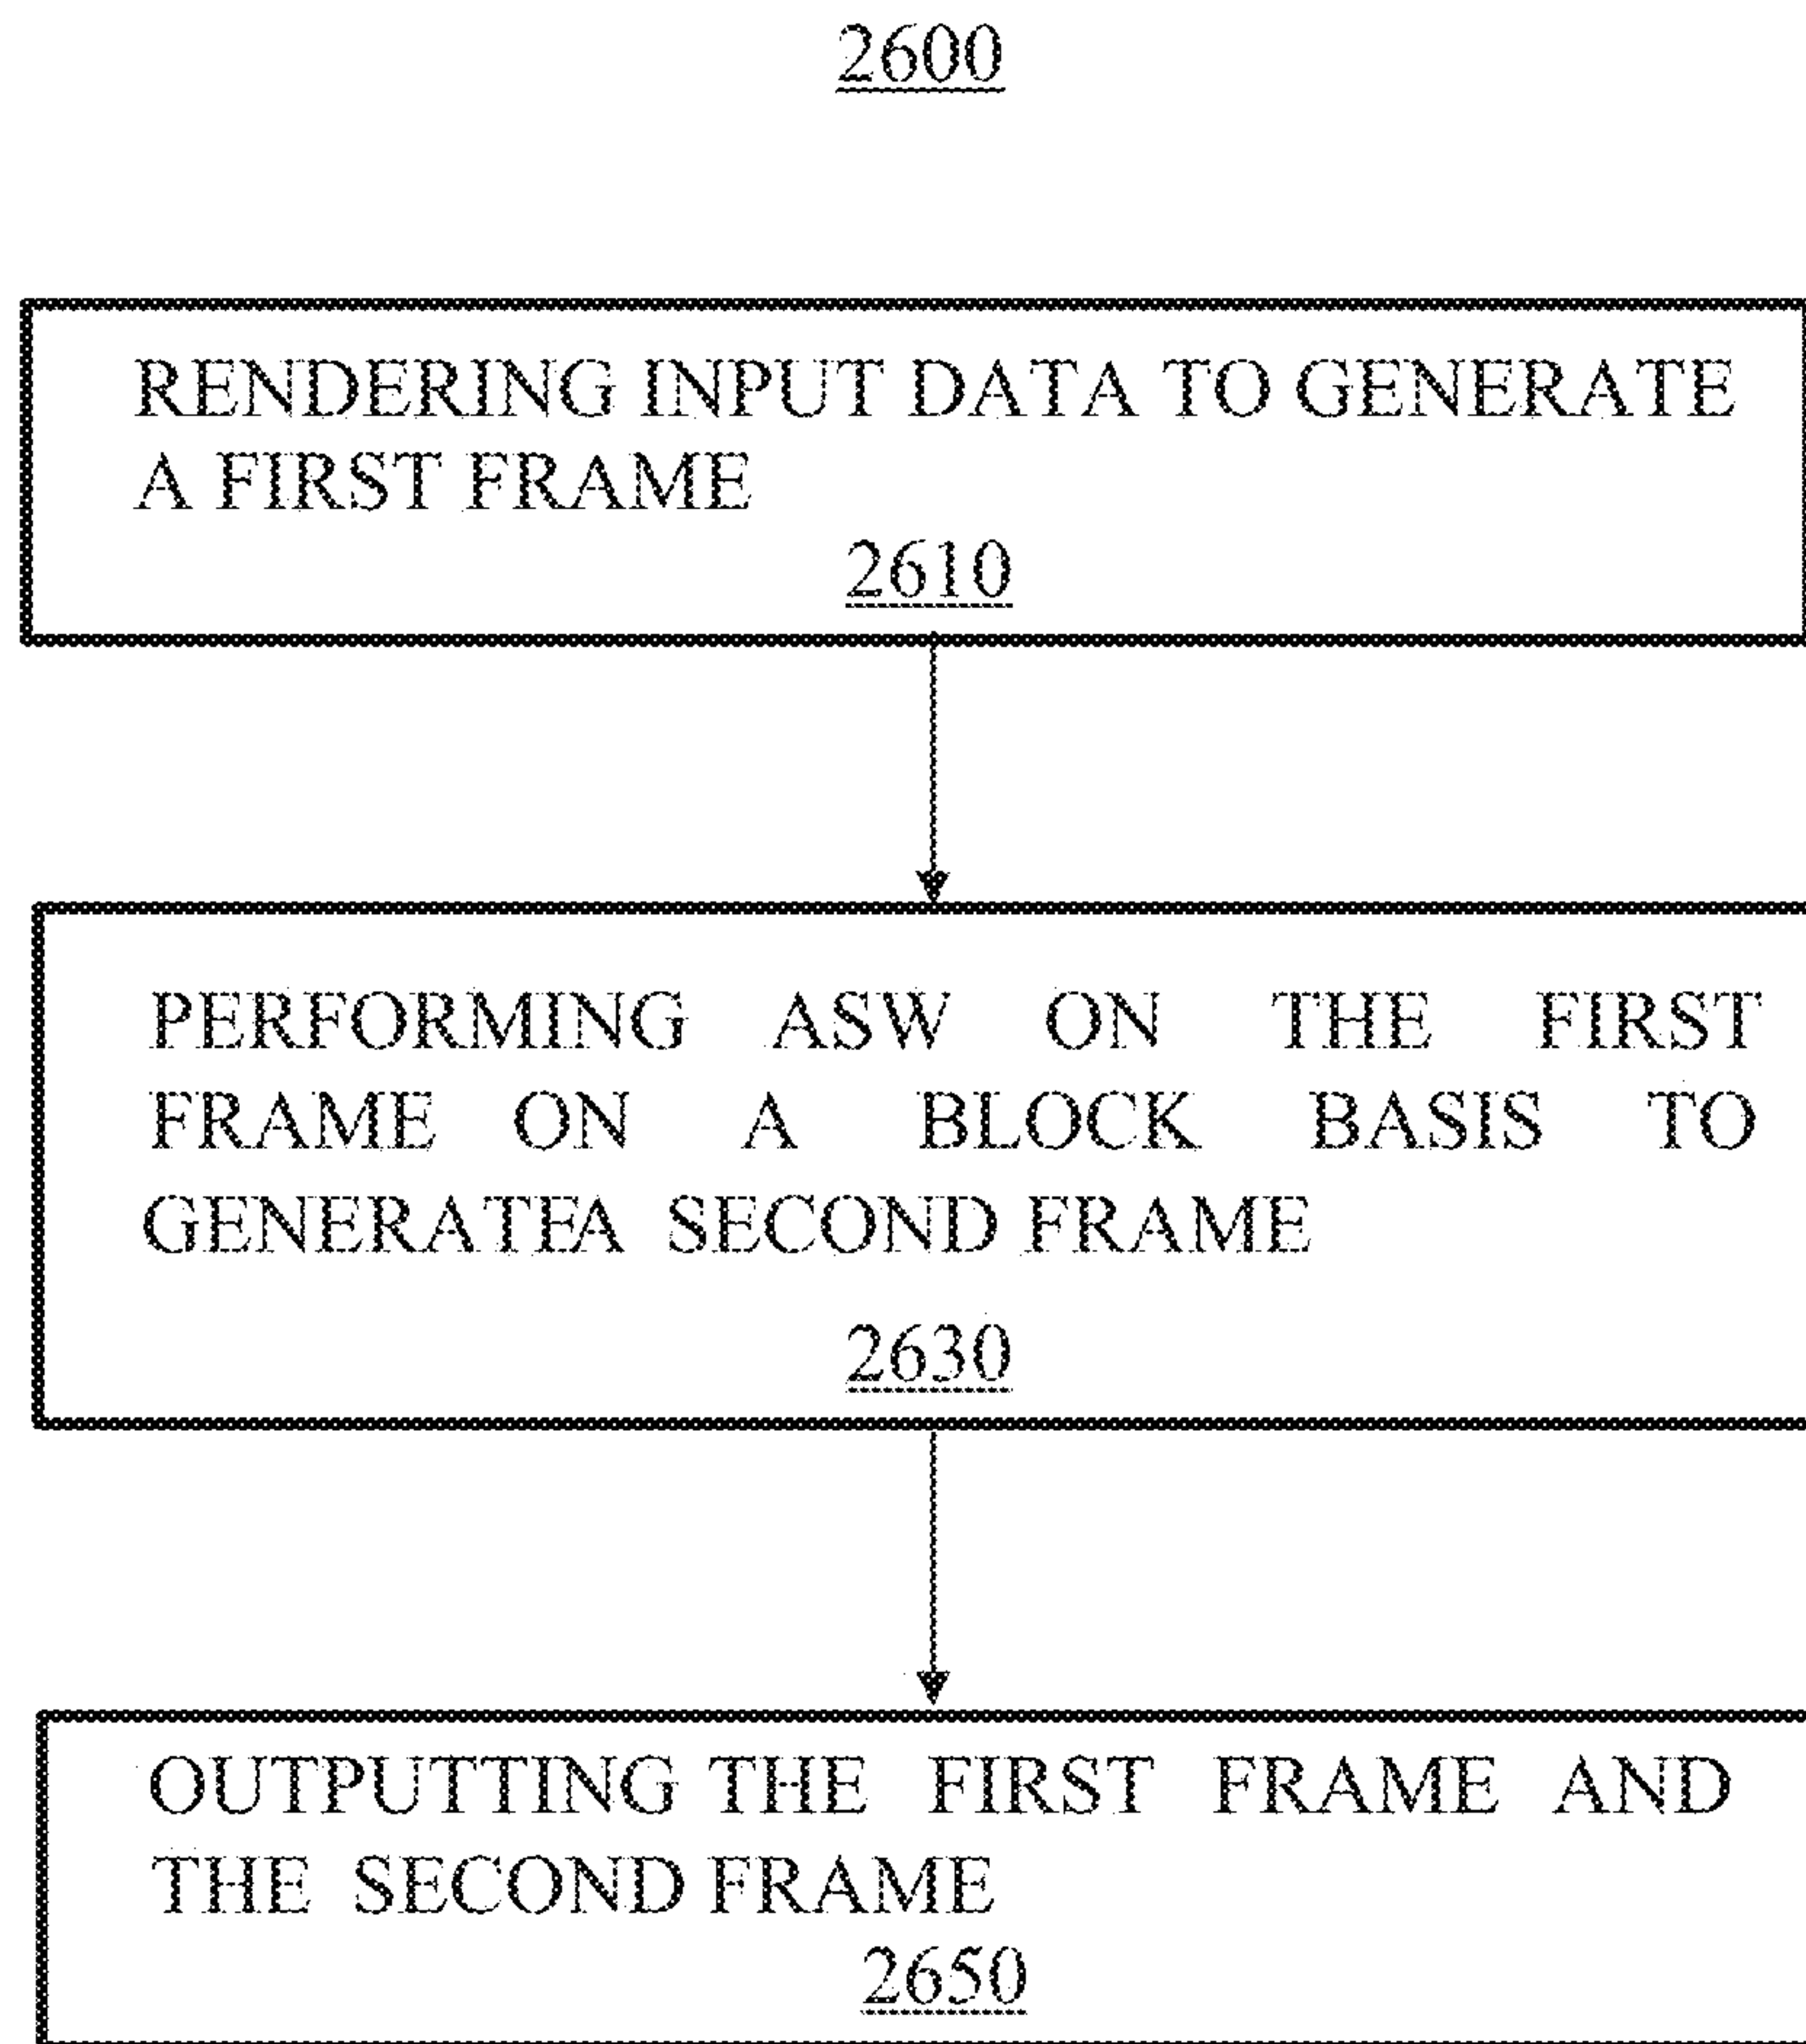 2600
RENDERING INPUT DATA TO GENERATE
A FIRST FRAME
2610
PERFORMING ASW ON THE FIRST
FRAME ON A BLOCK BASIS TO
GENERATEA SECOND FRAME
2630
OUTPUTTING THE FIRST FRAME AND
THE SECOND FRAME
2650